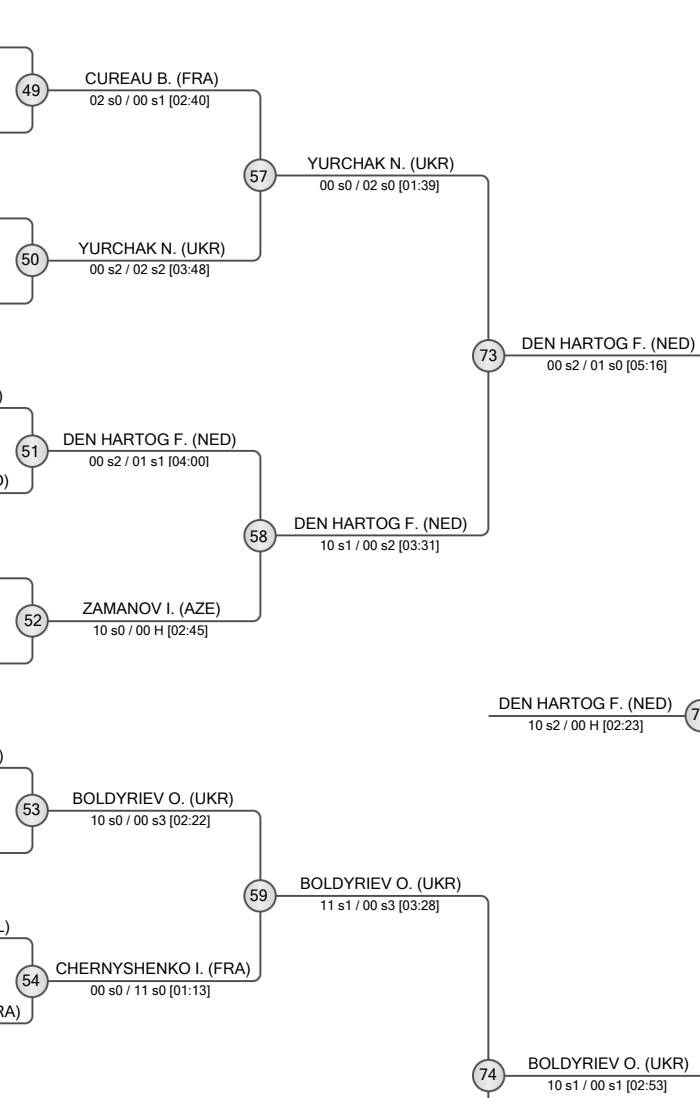 CUREAU B. (FRA)
49
02 s0 / 00 s1 [02:40]
YURCHAK N. (UKR)
57
00 s0 / 02 s0 [01:39]
YURCHAK N. (UKR)
50
00 s2 / 02 s2 [03:48]
DEN HARTOG F. (NED)
73
00 s2 / 01 s0 [05:16]
)
DEN HARTOG F. (NED)
51
00 s2 / 01 s1 [04:00]
)
DEN HARTOG F. (NED)
58
10 s1 / 00 s2 [03:31]
ZAMANOV I. (AZE)
52
10 s0 / 00 H [02:45]
DEN HARTOG F. (NED)
7
10 s2 / 00 H [02:23]
)
BOLDYRIEV O. (UKR)
53
10 s0 / 00 s3 [02:22]
BOLDYRIEV O. (UKR)
59
11 s1 / 00 s3 [03:28]
L)
CHERNYSHENKO I. (FRA)
54
00 s0 / 11 s0 [01:13]
RA)
BOLDYRIEV O. (UKR)
74
10 s1 / 00 s1 [02:53]